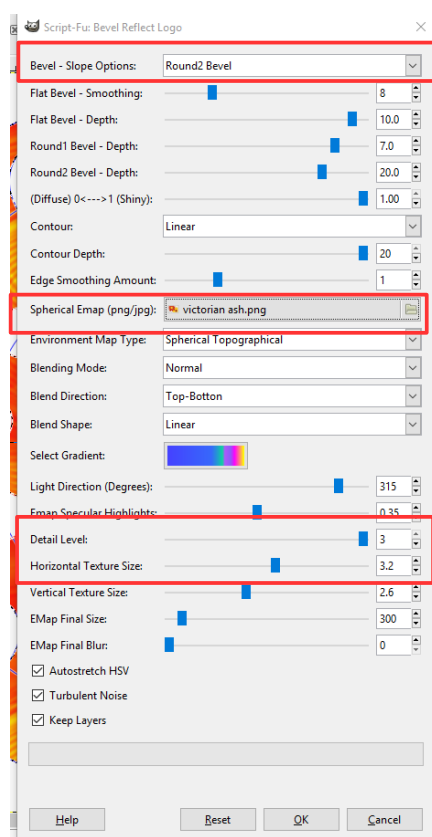 Script-Fu: Bevel Reflect Logo
Bevel - Slope Options: Round2 Bevel
Flat Bevel - Smoothing: 8
Flat Bevel - Depth: 10.0
Round1 Bevel - Depth: 7.0
Round2 Bevel - Depth: 20.0
(Diffuse) 0<--->1 (Shiny): 1.00
Contour: Linear
Contour Depth: 20
Edge Smoothing Amount: 1
Spherical Emap (png/jpg): victorian ash.png
Environment Map Type: Spherical Topographical
Blending Mode: Normal
Blend Direction: Top-Botton
Blend Shape: Linear
Select Gradient:
Light Direction (Degrees): 315
Emap Specular Highlights: 0.35
Detail Level: 3
Horizontal Texture Size: 3.2
Vertical Texture Size: 2.6
EMap Final Size: 300
EMap Final Blur: 0
Autostretch HSV
Turbulent Noise
Keep Layers
Help Reset OK Cancel